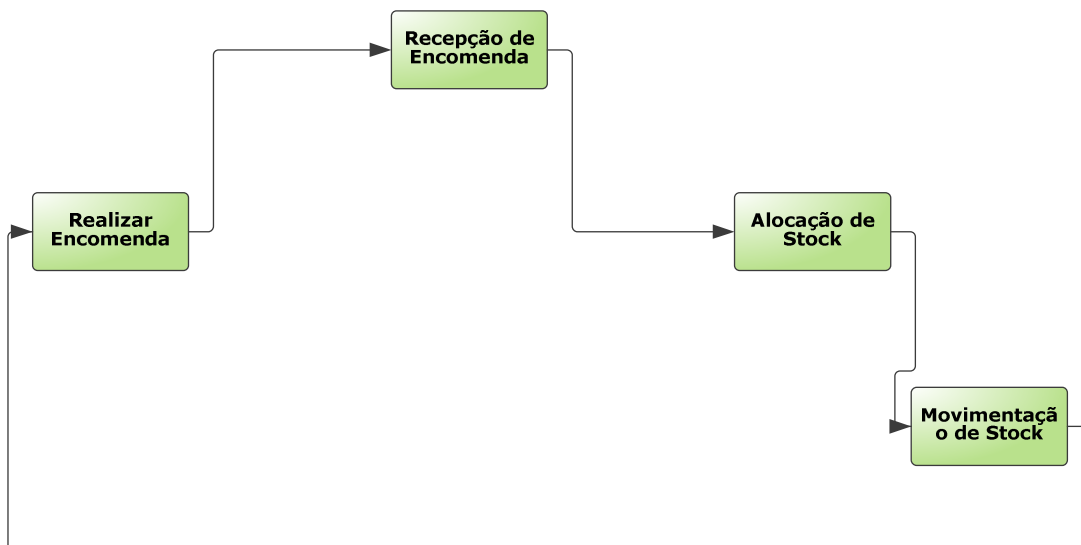 Recepção de
Encomenda
Realizar
Encomenda
Alocação de
Stock
Movimentaçã
o de Stock